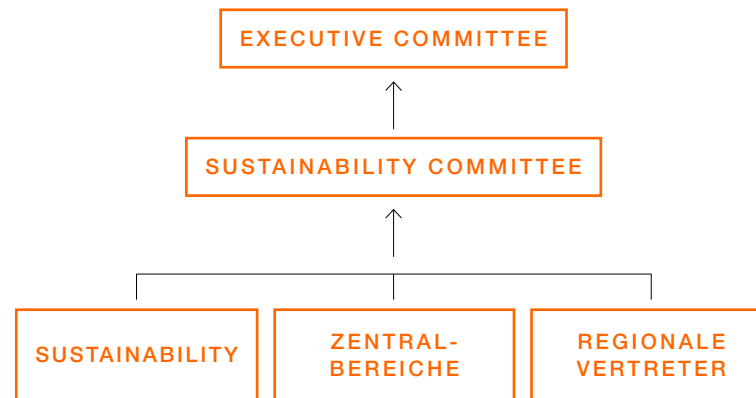 EXECUTIVE COMMITTEE
SUSTAINABILITY COMMITTEE
SUSTAINABILITY
ZENTRAL-
BEREICHE
REGIONALE
VERTRETER